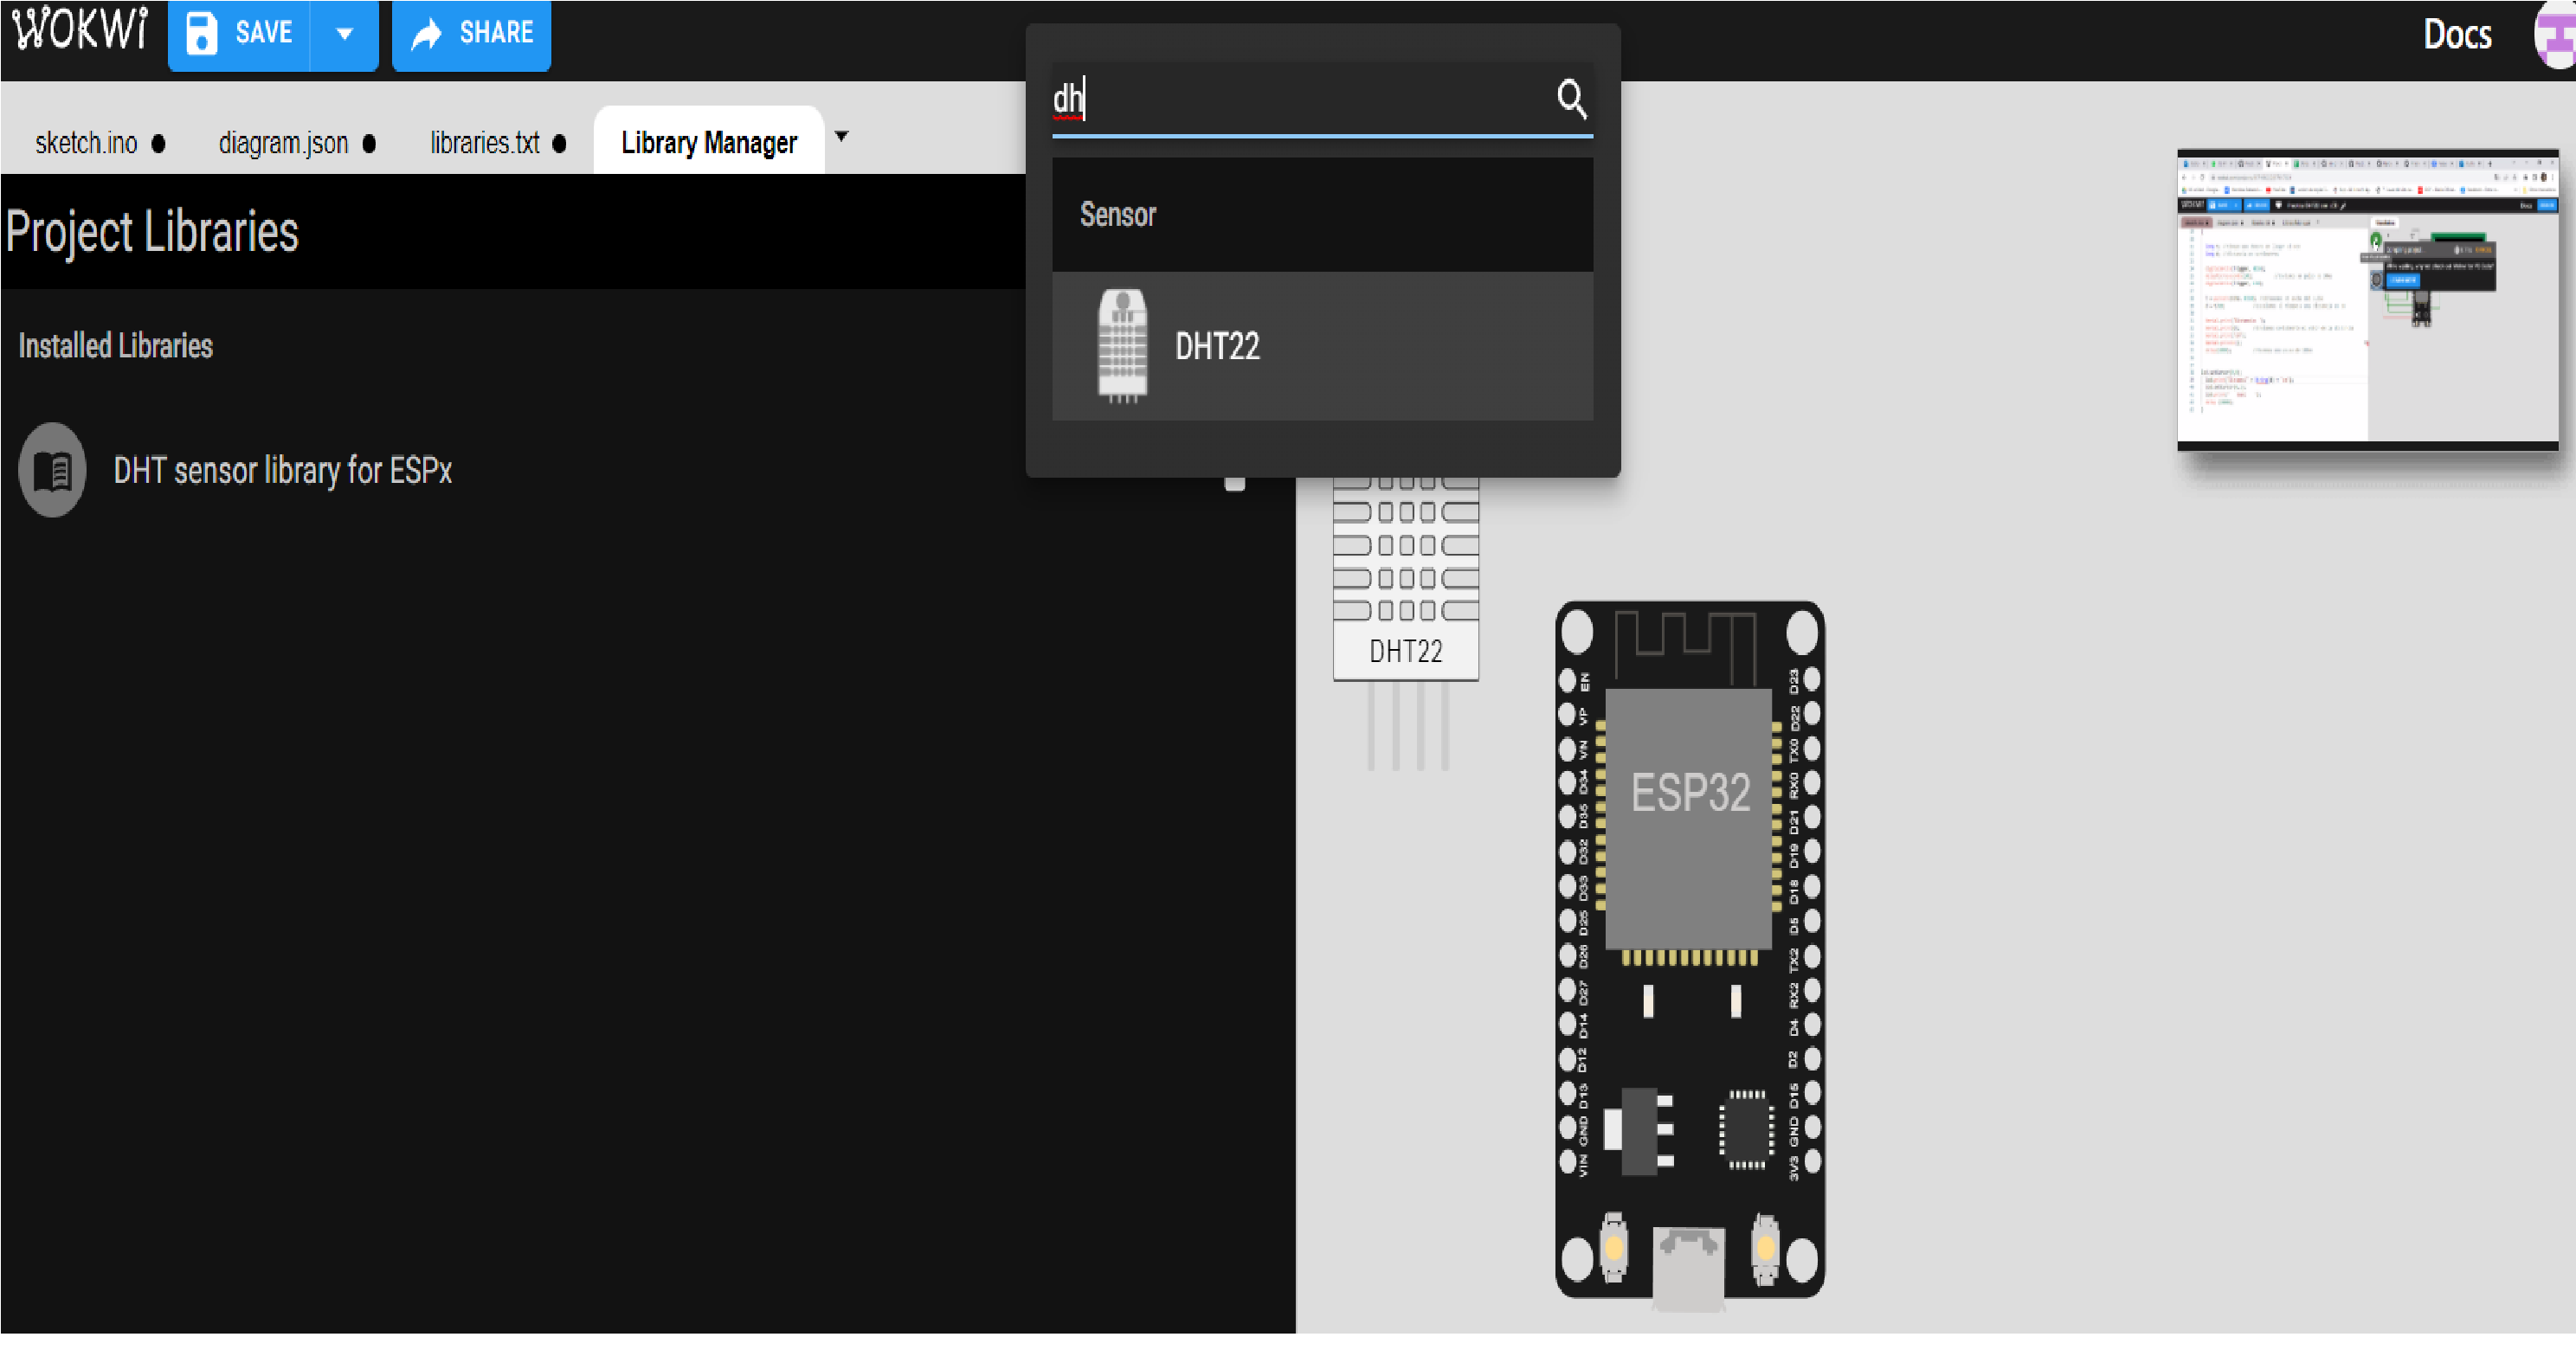 WOKWi
SAVE
SHARE
Docs
dh
sketch.ino
diagram.json
libraries.txt
Library Manager
Project Libraries
Sensor
DHT22
Installed Libraries
DHT sensor library for ESPx
DHT22
ESP32
EN
VP
VN
D34
D35
D32
D33
D25
D26
D27
D14
D12
D13
GND
VIN
D23
D22
TX0
RX0
D21
D19
D18
D5
TX2
RX2
D4
D2
D15
GND
3V3